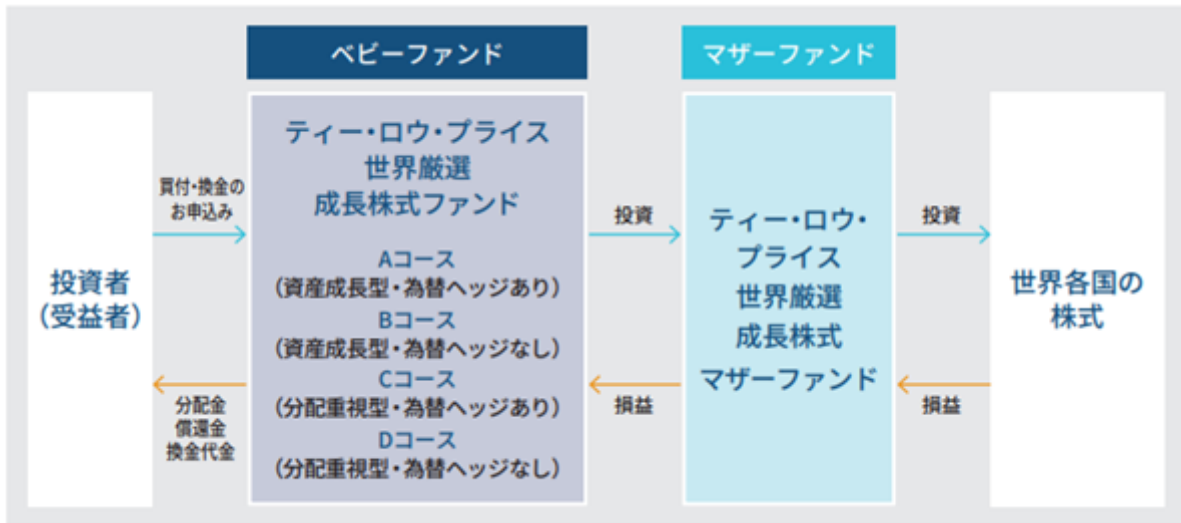 ベビーファンド
マザーファンド
投資者
（受益者）
買付・換金の
お申込み
分配金
償還金
換金代金
ティー・ロウ・プライス
世界厳選
成長株式ファンド
Aコース
（資産成長型・為替ヘッジあり）
Bコース
（資産成長型・為替ヘッジなし）
Cコース
（分配重視型・為替ヘッジあり）
Dコース
（分配重視型・為替ヘッジなし）
投資
損益
ティー・ロウ・
プライス
世界厳選
成長株式
マザーファンド
投資
損益
世界各国の
株式